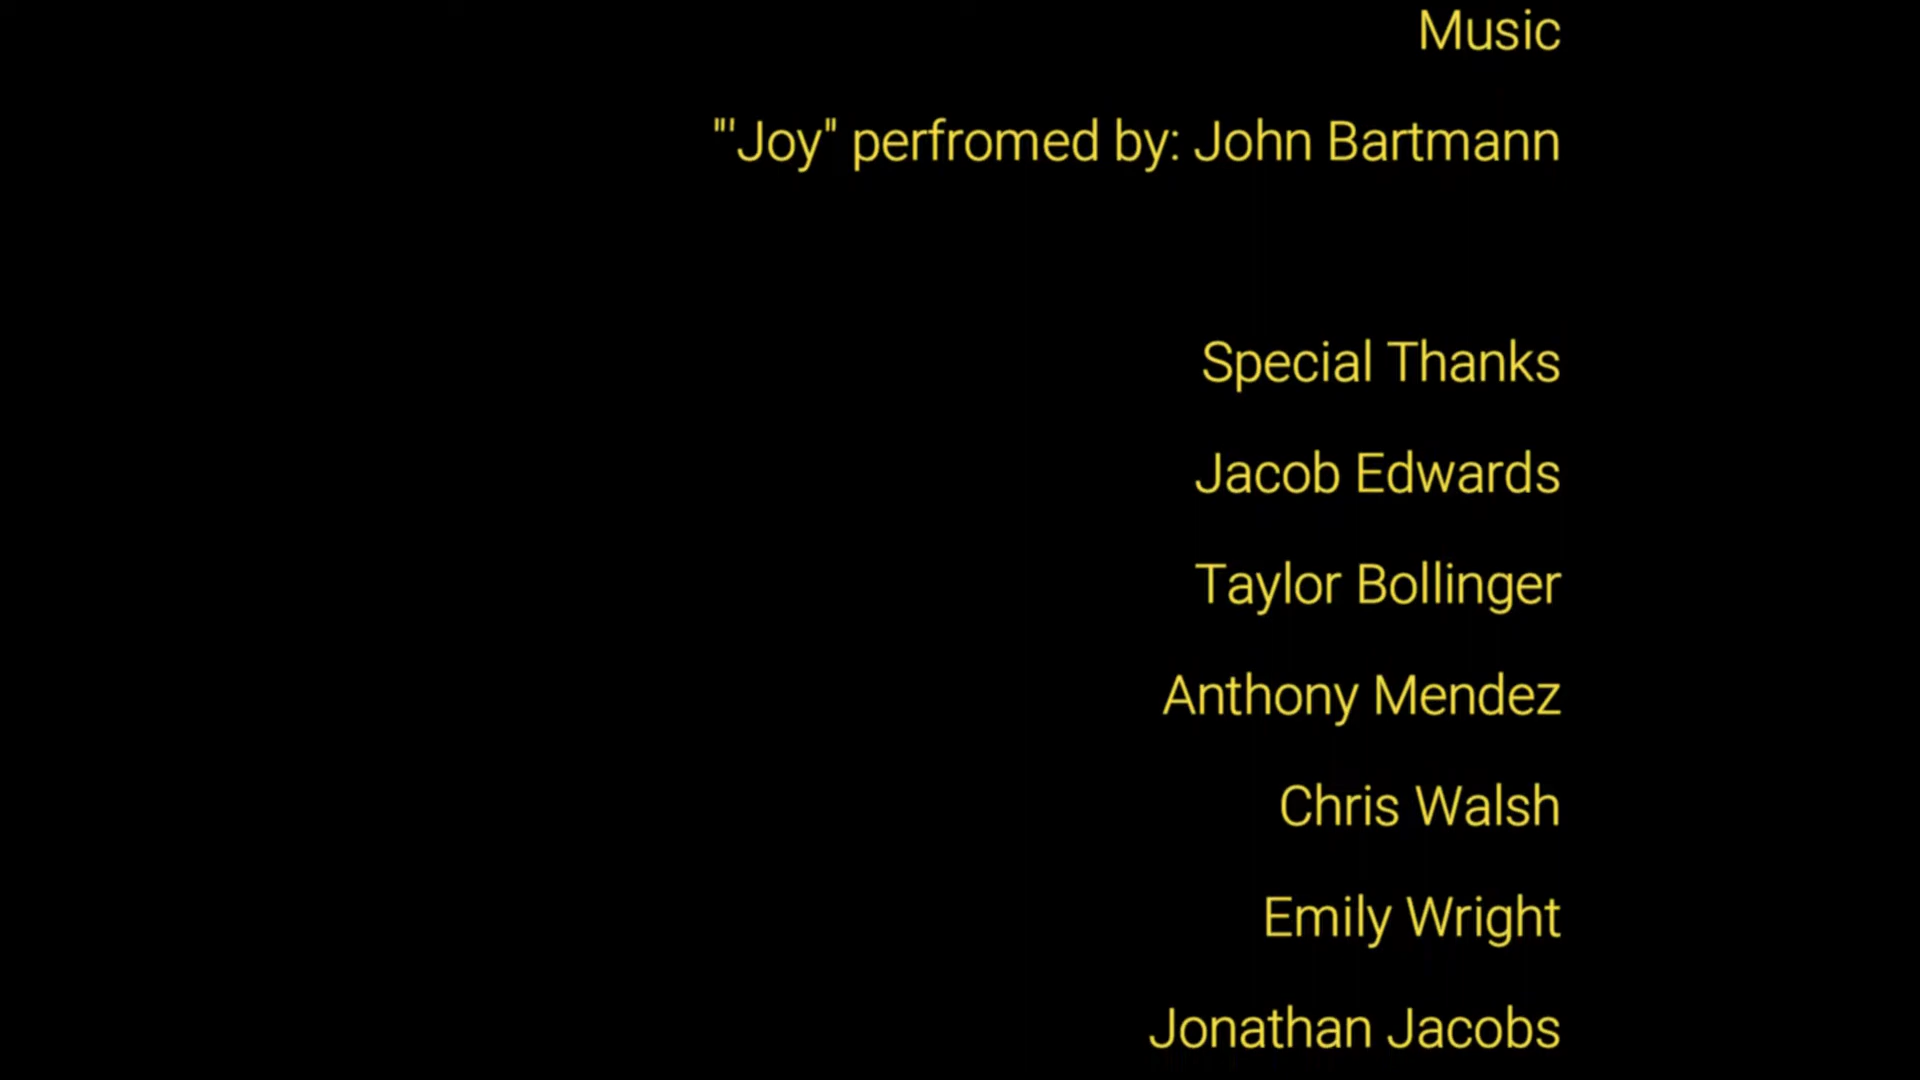 Music
"'Joy" perfromed by: John Bartmann
Special Thanks
Jacob Edwards
Taylor Bollinger
Anthony Mendez
Chris Walsh
Emily Wright
Jonathan Jacobs